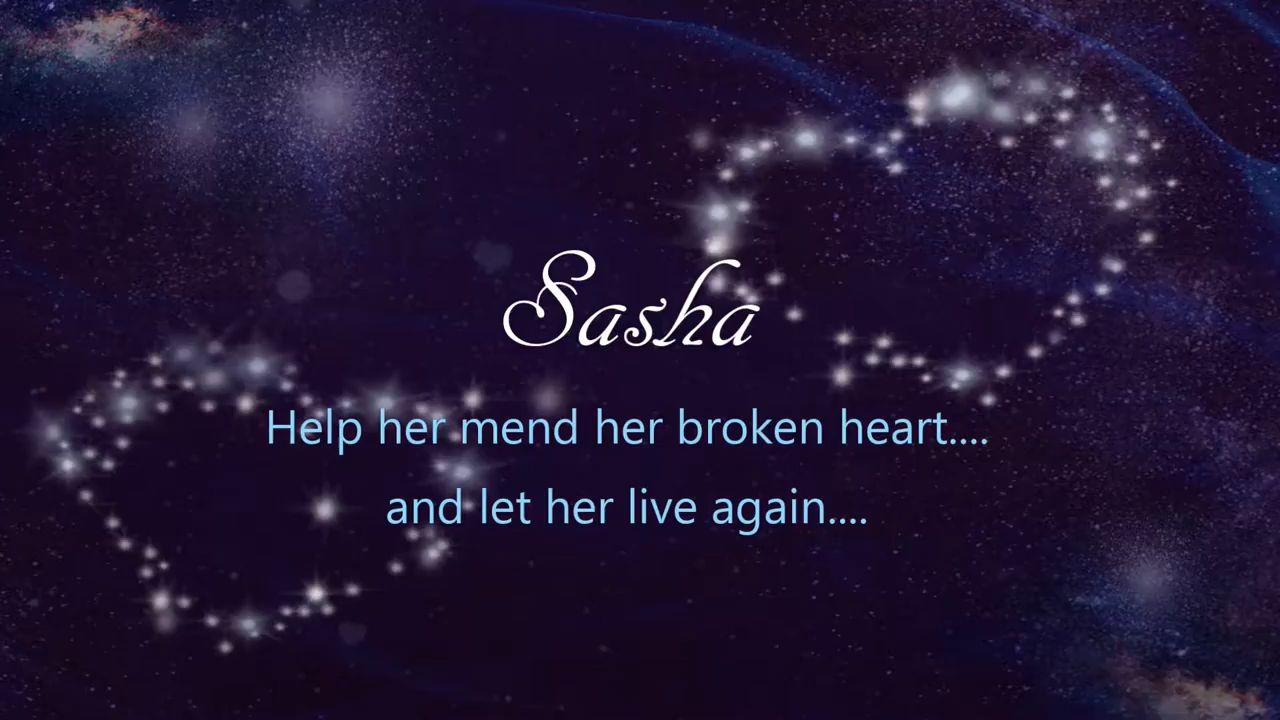 Sasha
Help her mend her broken heart....
and let her live again....